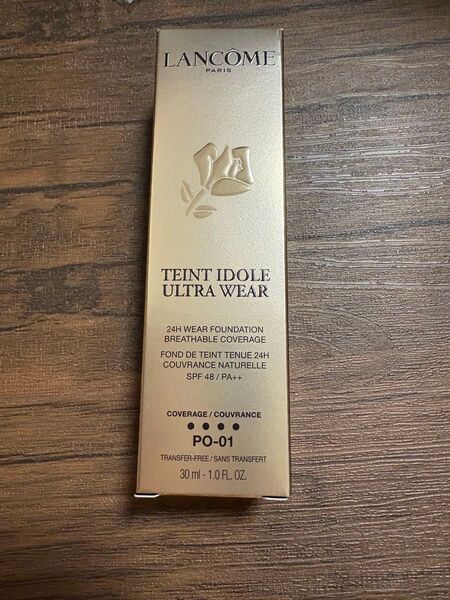 LANCÔME
PARIS
TEINT IDOLE
ULTRA WEAR
24H WEAR FOUNDATION
BREATHABLE COVERAGE
FOND DE TEINT TENUE 24H
COUVRANCE NATURELLE
SPF 48 / PA++
COVERAGE / COUVRANCE
PO-01
TRANSFER-FREE / SANS TRANSFERT
30 ml - 1.0 FL. OZ.